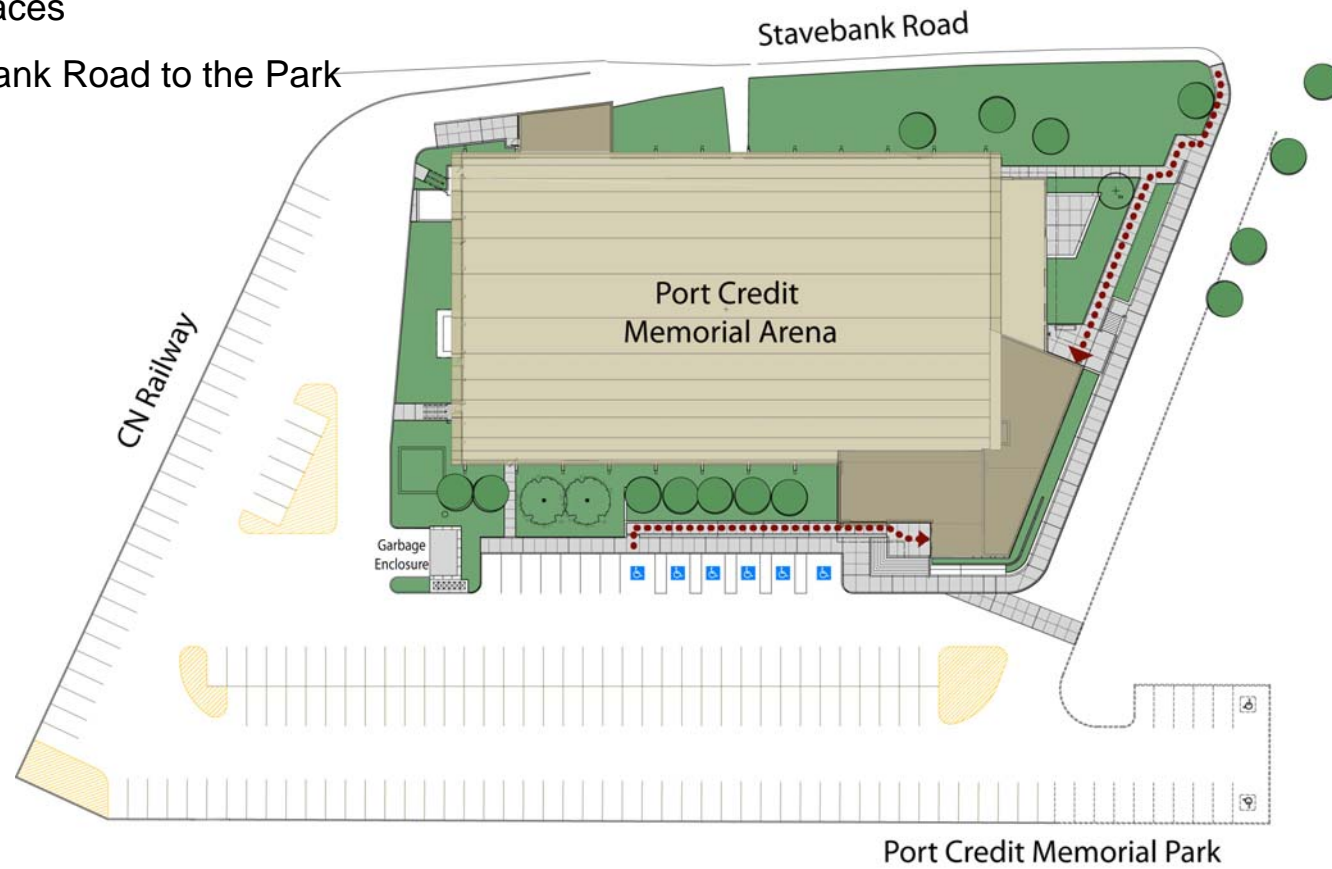 aces
ank Road to the Park
Stavebank Road
CN Railway
Port Credit
Memorial Arena
Garbage
Enclosure
Port Credit Memorial Park